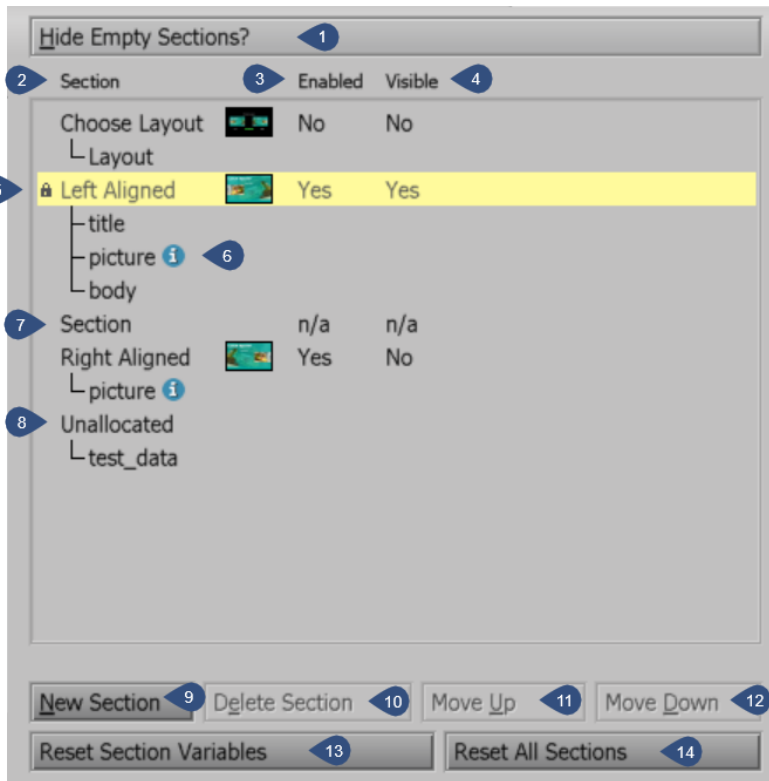 Hide Empty Sections? 1
2 Section 3 Enabled Visible 4
Choose Layout No No
Layout
5 Left Aligned Yes Yes
title
picture i 6
body
7 Section n/a n/a
Right Aligned Yes No
picture i
8 Unallocated
test_data
New Section 9 Delete Section 10 Move Up 11 Move Down 12
Reset Section Variables 13 Reset All Sections 14